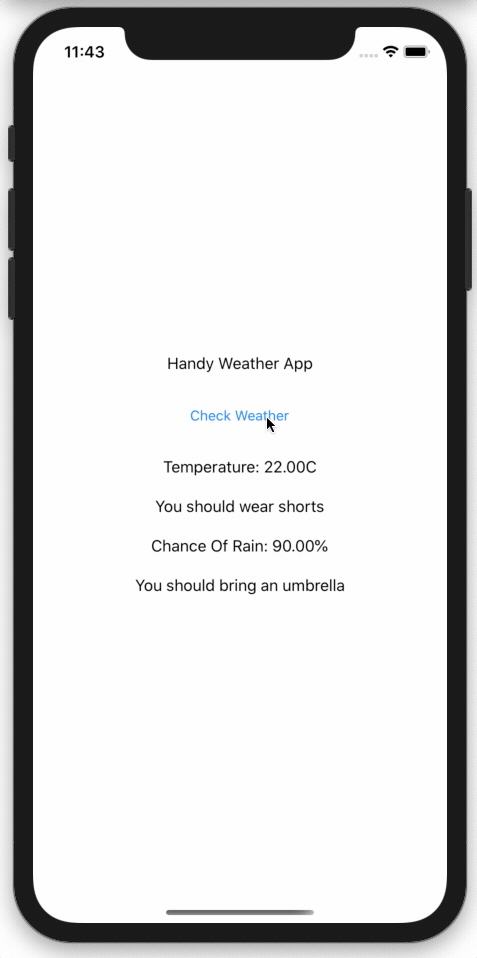 11:43
Handy Weather App
Check Weather
Temperature: 22.00C
You should wear shorts
Chance Of Rain: 90.00%
You should bring an umbrella